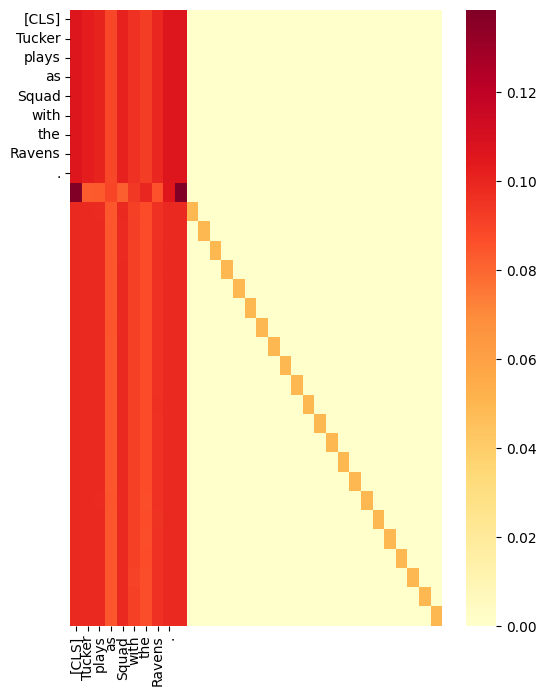 [CLS]
Tucker
plays
as
Squad
with
the
Ravens
.
0.12
0.10
0.08
0.06
0.04
0.02
0.00
[CLS]
Tucker
plays
as
Squad
with
the
Ravens
.